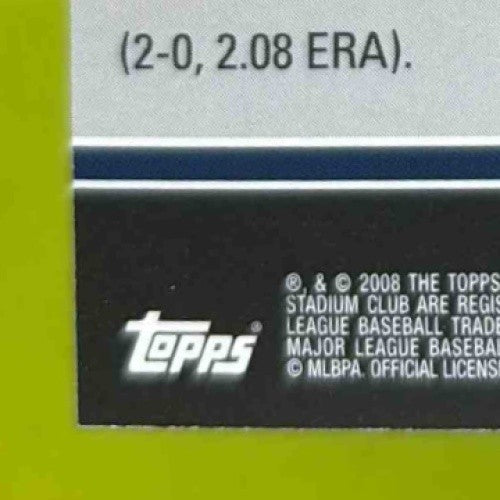 (2-0, 2.08 ERA).
topps®
®, & © 2008 THE TOPPS
STADIUM CLUB ARE REGIS
LEAGUE BASEBALL TRADE
MAJOR LEAGUE BASEBAL
© MLBPA. OFFICIAL LICENSE